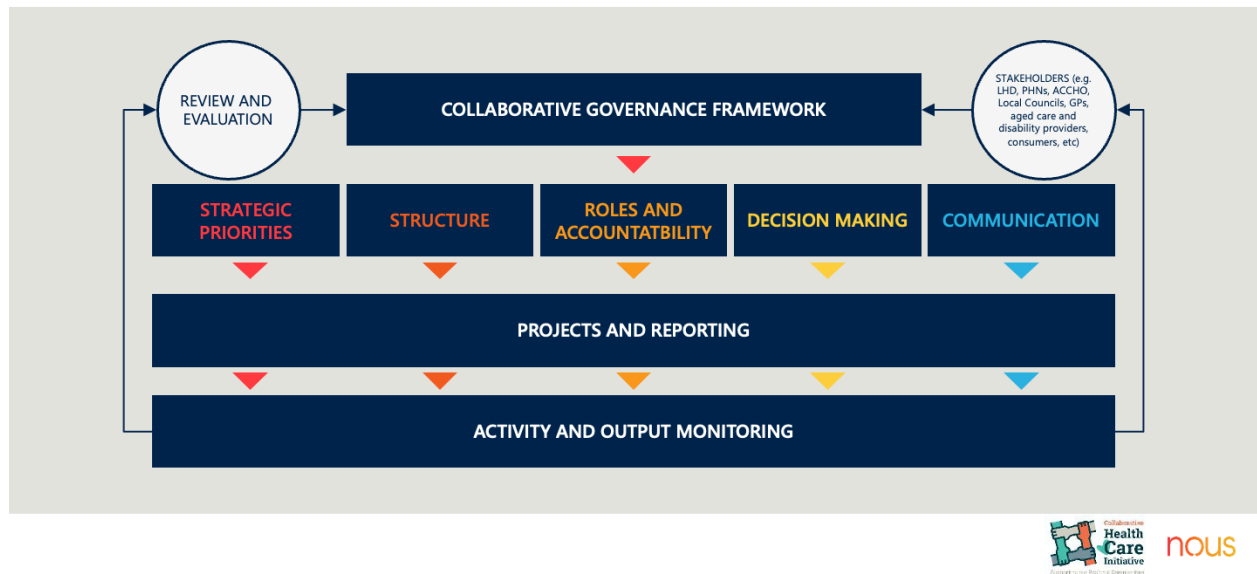 REVIEW AND
EVALUATION
COLLABORATIVE GOVERNANCE FRAMEWORK
STAKEHOLDERS (e.g.
LHD, PHNs, ACCHO,
Local Councils, GPs,
aged care and
disability providers,
consumers, etc)
STRATEGIC
PRIORITIES
STRUCTURE
ROLES AND
ACCOUNTATBILITY
DECISION MAKING
COMMUNICATION
PROJECTS AND REPORTING
ACTIVITY AND OUTPUT MONITORING
Collaborative
Health
Care
Initiative
nous